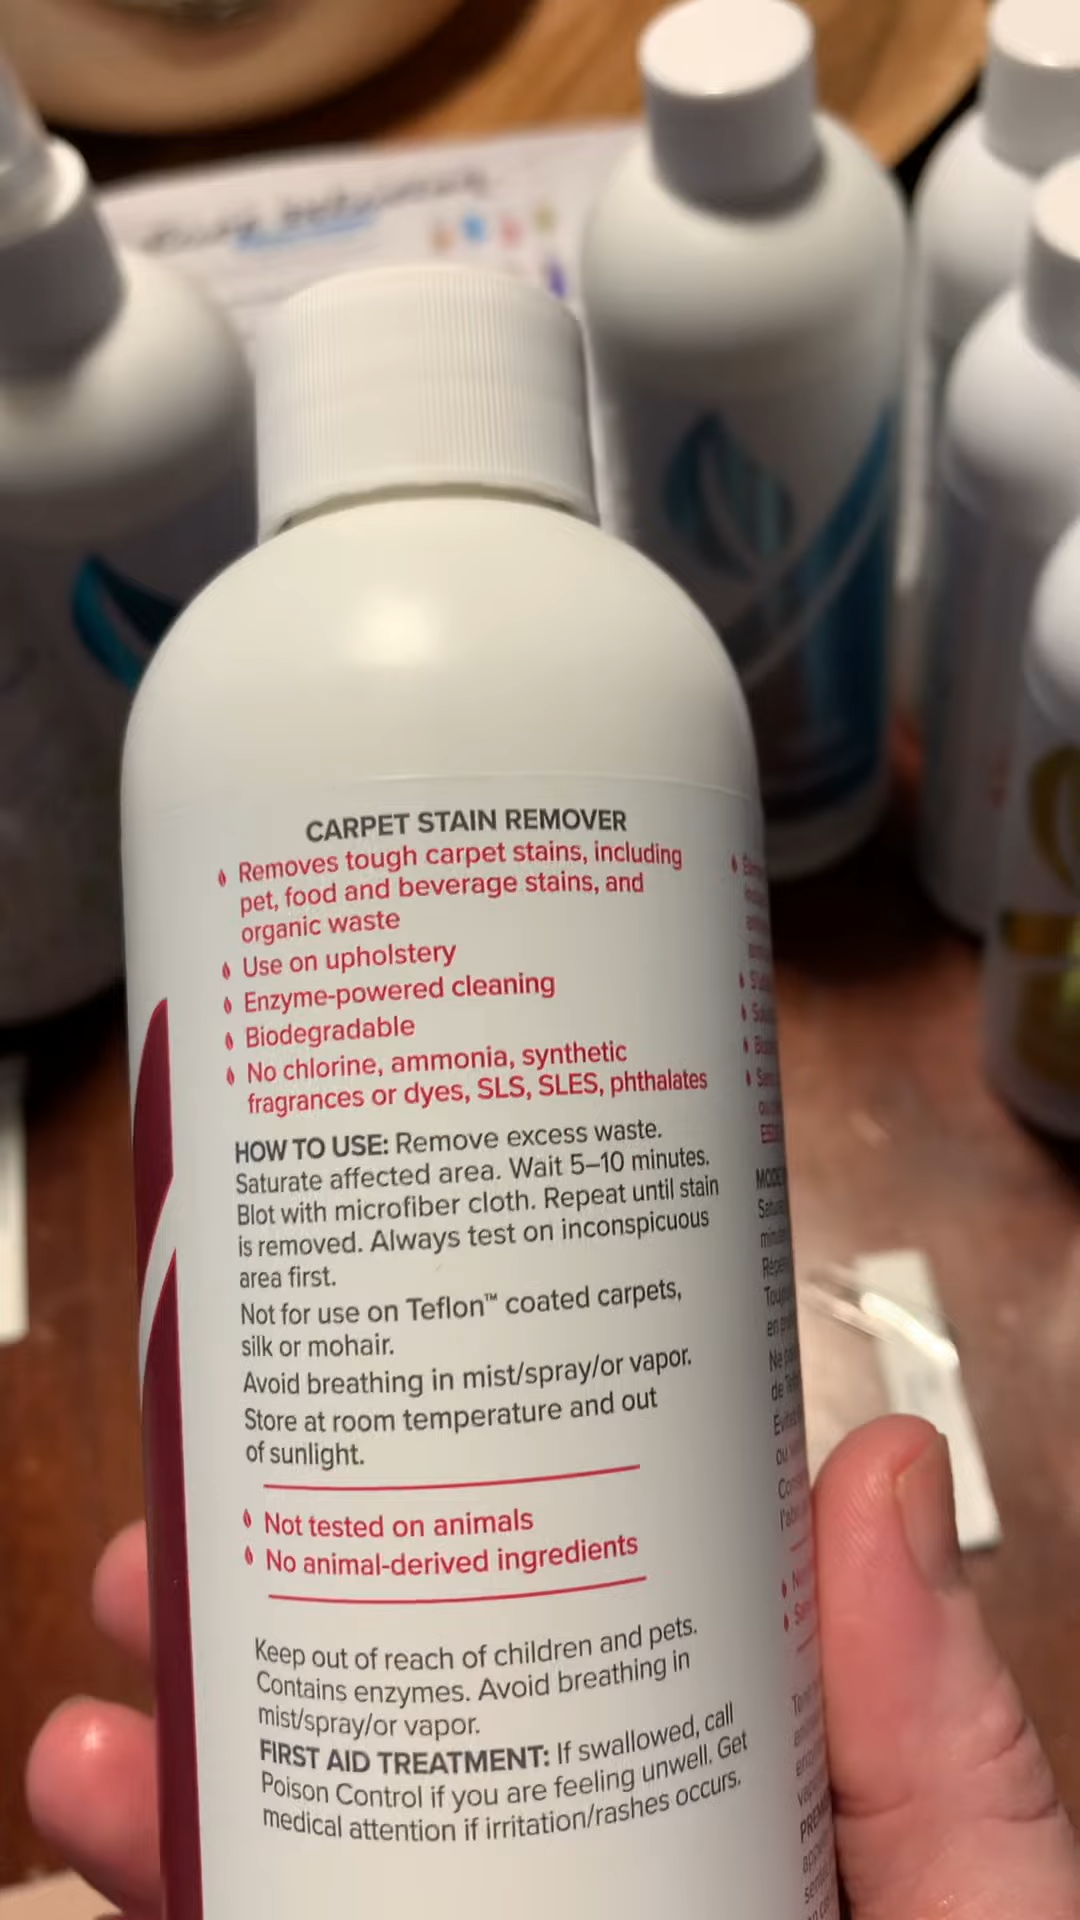 CARPET STAIN REMOVER
Removes tough carpet stains, including
pet, food and beverage stains, and
organic waste
Use on upholstery
Enzyme-powered cleaning
Biodegradable
No chlorine, ammonia, synthetic
fragrances or dyes, SLS, SLES, phthalates
HOW TO USE: Remove excess waste.
Saturate affected area. Wait 5–10 minutes.
Blot with microfiber cloth. Repeat until stain
is removed. Always test on inconspicuous
area first.
Not for use on Teflon™ coated carpets,
silk or mohair.
Avoid breathing in mist/spray/or vapor.
Store at room temperature and out
of sunlight.
Not tested on animals
No animal-derived ingredients
Keep out of reach of children and pets.
Contains enzymes. Avoid breathing in
mist/spray/or vapor.
FIRST AID TREATMENT: If swallowed, call
Poison Control if you are feeling unwell. Get
medical attention if irritation/rashes occurs.